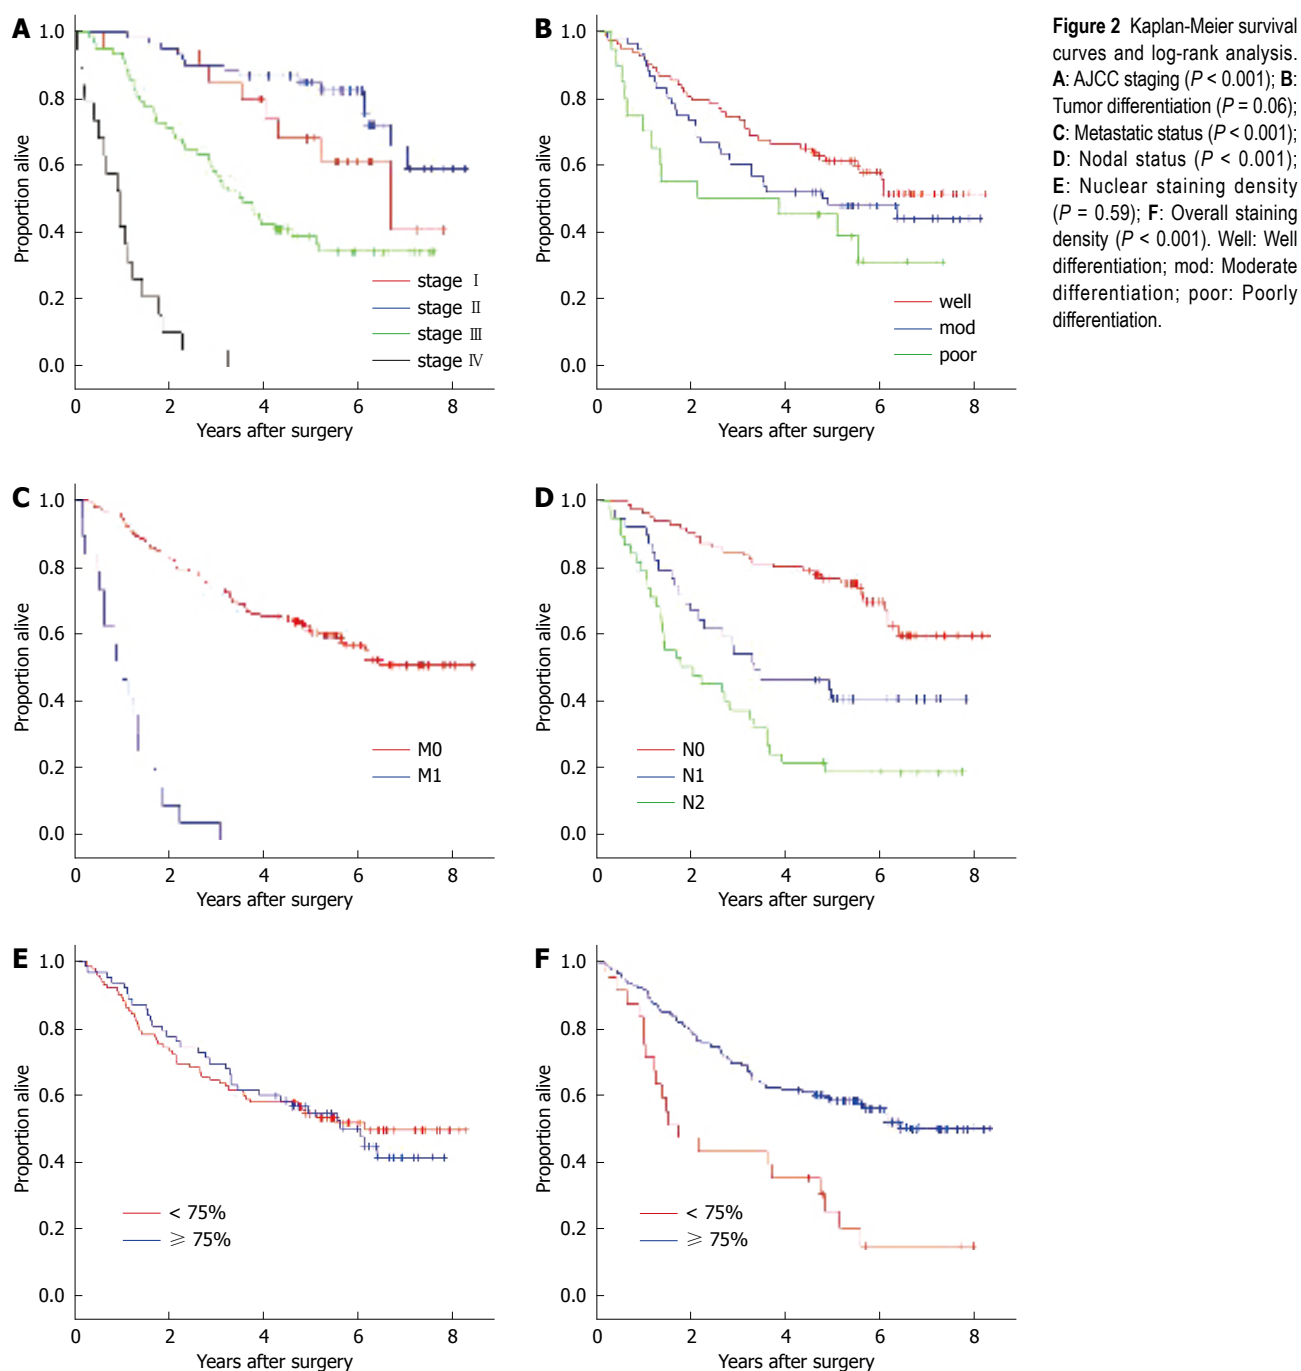 A
1.0
0.8
0.6
0.4
0.2
0.0
Proportion alive
stage Ⅰ
stage Ⅱ
stage Ⅲ
stage Ⅳ
0 2 4 6 8
Years after surgery
B
1.0
0.8
0.6
0.4
0.2
0.0
Proportion alive
well
mod
poor
0 2 4 6 8
Years after surgery
Figure 2 Kaplan-Meier survival
curves and log-rank analysis.
A: AJCC staging (P < 0.001); B:
Tumor differentiation (P = 0.06);
C: Metastatic status (P < 0.001);
D: Nodal status (P < 0.001);
E: Nuclear staining density
(P = 0.59); F: Overall staining
density (P < 0.001). Well: Well
differentiation; mod: Moderate
differentiation; poor: Poorly
differentiation.
C
1.0
0.8
0.6
0.4
0.2
0.0
Proportion alive
M0
M1
0 2 4 6 8
Years after surgery
D
1.0
0.8
0.6
0.4
0.2
0.0
Proportion alive
N0
N1
N2
0 2 4 6 8
Years after surgery
E
1.0
0.8
0.6
0.4
0.2
0.0
Proportion alive
< 75%
⩾ 75%
0 2 4 6 8
Years after surgery
F
1.0
0.8
0.6
0.4
0.2
0.0
Proportion alive
< 75%
⩾ 75%
0 2 4 6 8
Years after surgery